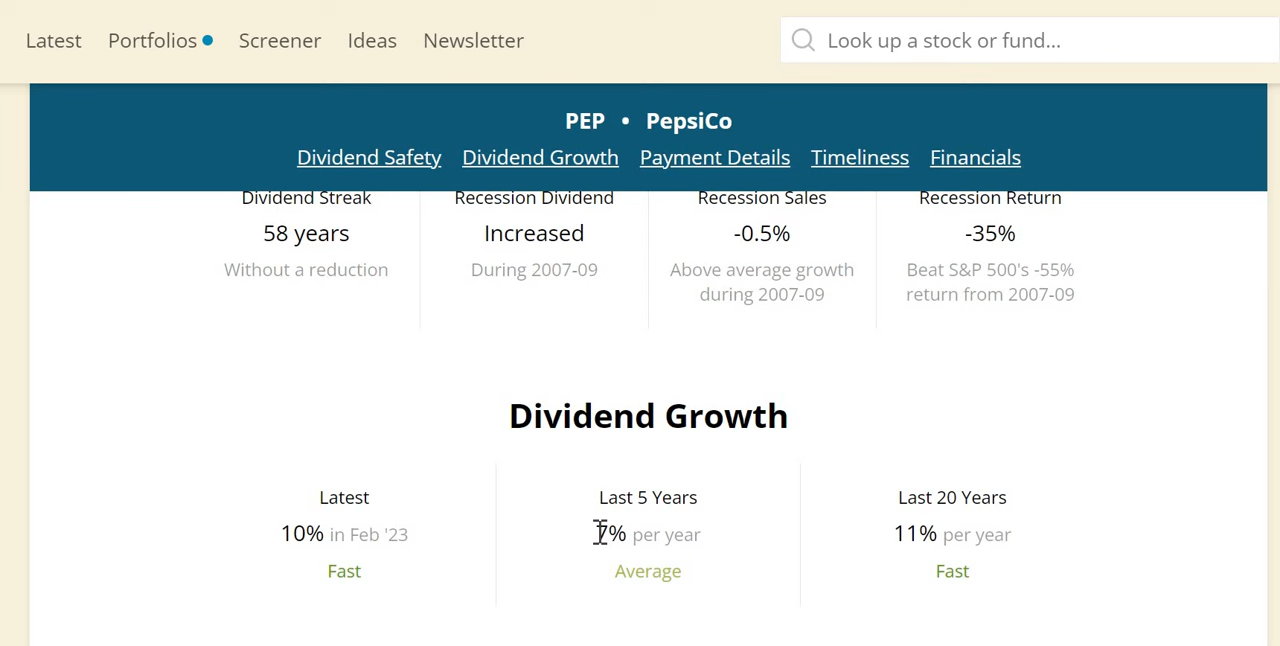 Latest Portfolios Screener Ideas Newsletter Look up a stock or fund...
PEP • PepsiCo
Dividend Safety Dividend Growth Payment Details Timeliness Financials
Dividend Streak Recession Dividend Recession Sales Recession Return
58 years Increased -0.5% -35%
Without a reduction During 2007-09 Above average growth Beat S&P 500's -55%
during 2007-09 return from 2007-09
Dividend Growth
Latest Last 5 Years Last 20 Years
10% in Feb '23 7% per year 11% per year
Fast Average Fast